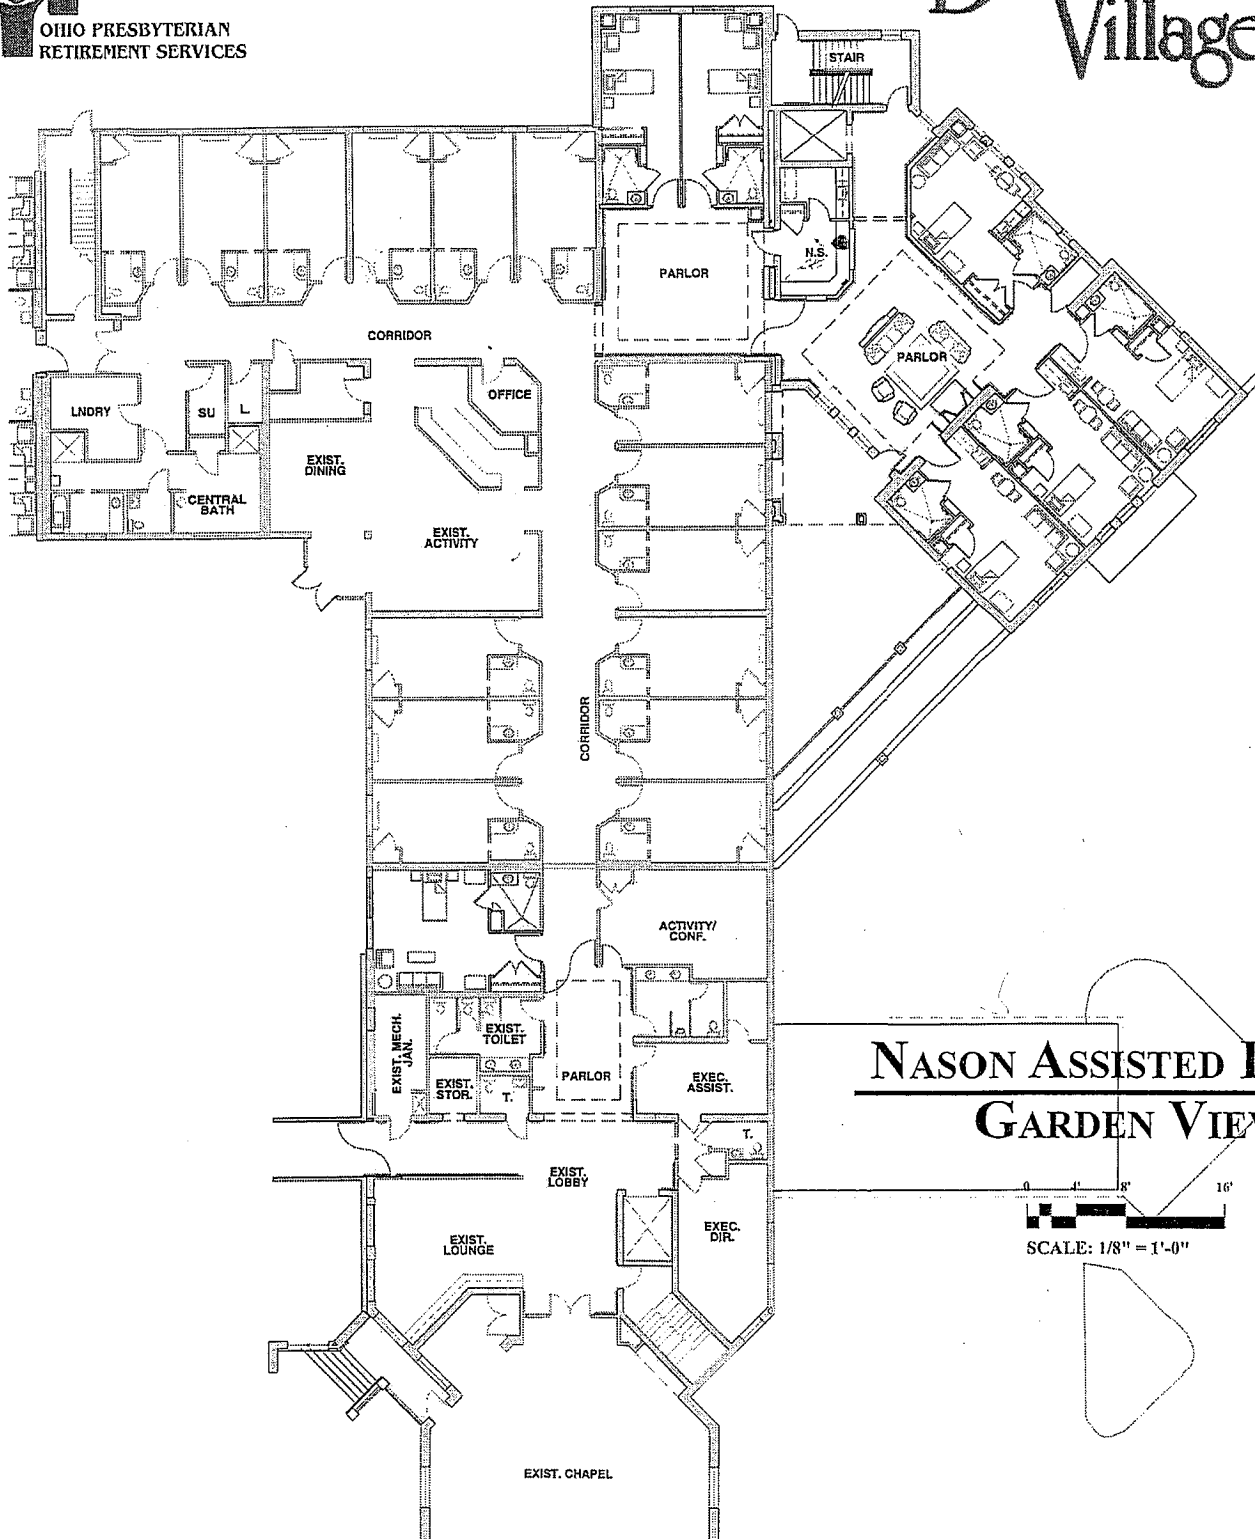 OHIO PRESBYTERIAN
RETIREMENT SERVICES
Village
STAIR
N.S.
PARLOR
PARLOR
CORRIDOR
OFFICE
LNDRY
SU
L
EXIST.
DINING
CENTRAL
BATH
EXIST.
ACTIVITY
CORRIDOR
ACTIVITY/
CONF.
EXIST. MECH.
JAN.
EXIST.
TOILET
EXIST.
STOR.
T.
PARLOR
EXEC.
ASSIST.
T.
EXIST.
LOBBY
EXEC.
DIR.
EXIST.
LOUNGE
EXIST. CHAPEL
NASON ASSISTED
GARDEN VIE
0 4' 8' 16'
SCALE: 1/8" = 1'-0"